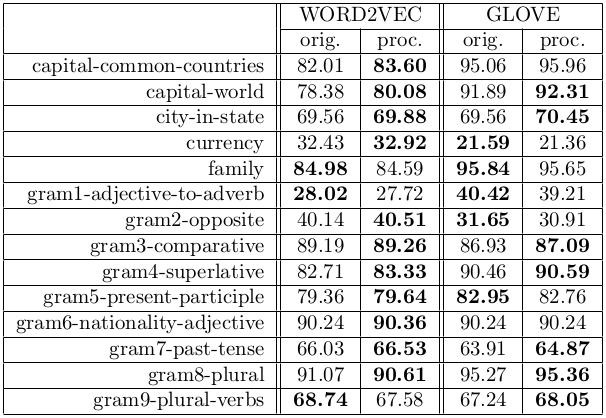 WORD2VEC GLOVE
orig. proc. orig. proc.
capital-common-countries 82.01 83.60 95.06 95.96
capital-world 78.38 80.08 91.89 92.31
city-in-state 69.56 69.88 69.56 70.45
currency 32.43 32.92 21.59 21.36
family 84.98 84.59 95.84 95.65
gram1-adjective-to-adverb 28.02 27.72 40.42 39.21
gram2-opposite 40.14 40.51 31.65 30.91
gram3-comparative 89.19 89.26 86.93 87.09
gram4-superlative 82.71 83.33 90.46 90.59
gram5-present-participle 79.36 79.64 82.95 82.76
gram6-nationality-adjective 90.24 90.36 90.24 90.24
gram7-past-tense 66.03 66.53 63.91 64.87
gram8-plural 91.07 90.61 95.27 95.36
gram9-plural-verbs 68.74 67.58 67.24 68.05